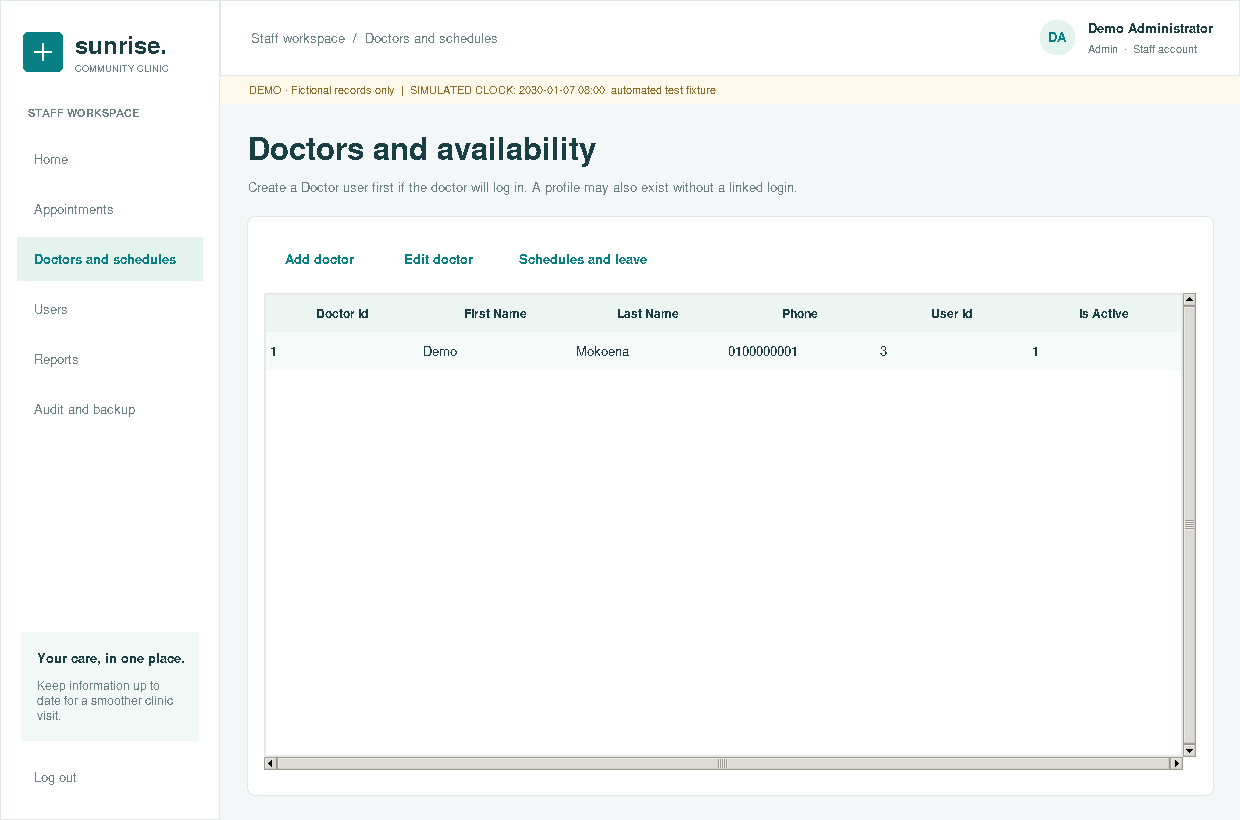 sunrise.
COMMUNITY CLINIC
STAFF WORKSPACE
Home
Appointments
Doctors and schedules
Users
Reports
Audit and backup
Your care, in one place.
Keep information up to
date for a smoother clinic
visit.
Log out
Staff workspace / Doctors and schedules
DA
Demo Administrator
Admin · Staff account
DEMO · Fictional records only | SIMULATED CLOCK: 2030-01-07 08:00 automated test fixture
Doctors and availability
Create a Doctor user first if the doctor will log in. A profile may also exist without a linked login.
Add doctor Edit doctor Schedules and leave
Doctor Id First Name Last Name Phone User Id Is Active
1 Demo Mokoena 0100000001 3 1